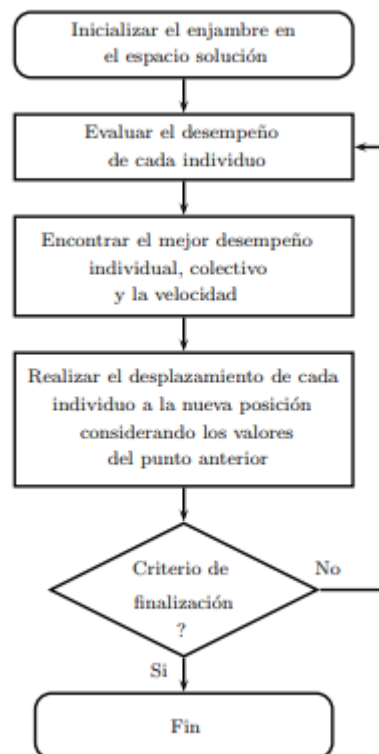 Inicializar el enjambre en
el espacio solución
Evaluar el desempeño
de cada individuo
Encontrar el mejor desempeño
individual, colectivo
y la velocidad
Realizar el desplazamiento de cada
individuo a la nueva posición
considerando los valores
del punto anterior
Criterio de
finalización
?
No
Si
Fin